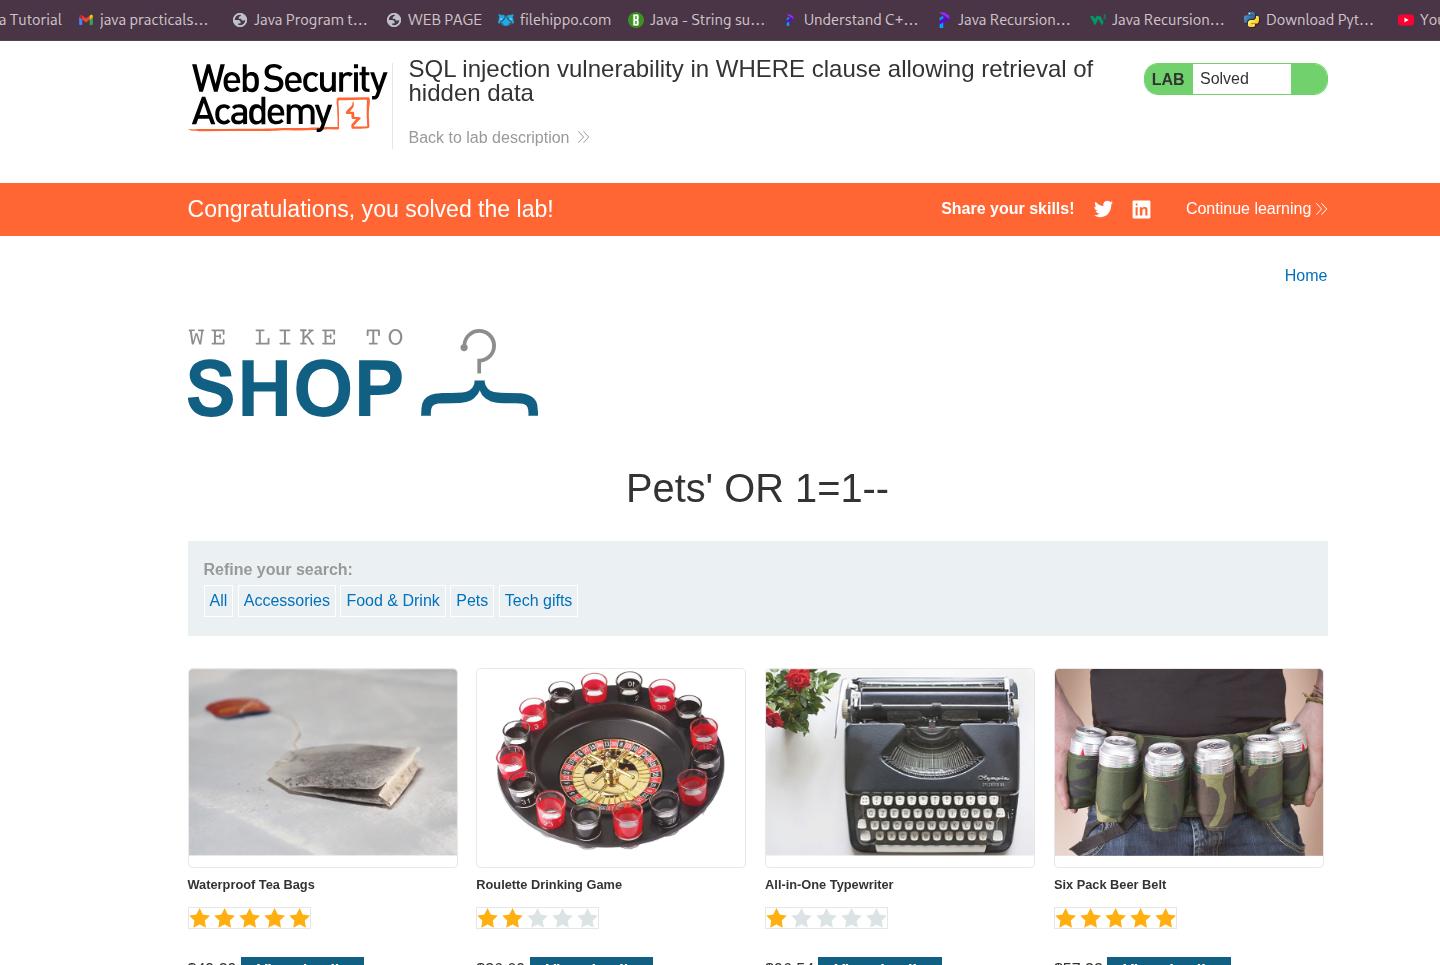 a Tutorial java practicals... Java Program t... WEB PAGE filehippo.com Java - String su... Understand C+... Java Recursion... Java Recursion... Download Pyt...
Web Security
Academy
SQL injection vulnerability in WHERE clause allowing retrieval of
hidden data
Back to lab description
LAB Solved
Congratulations, you solved the lab!
Share your skills!
Continue learning
Home
WE LIKE TO
SHOP
Pets' OR 1=1--
Refine your search:
All Accessories Food & Drink Pets Tech gifts
Waterproof Tea Bags
Roulette Drinking Game
All-in-One Typewriter
Six Pack Beer Belt